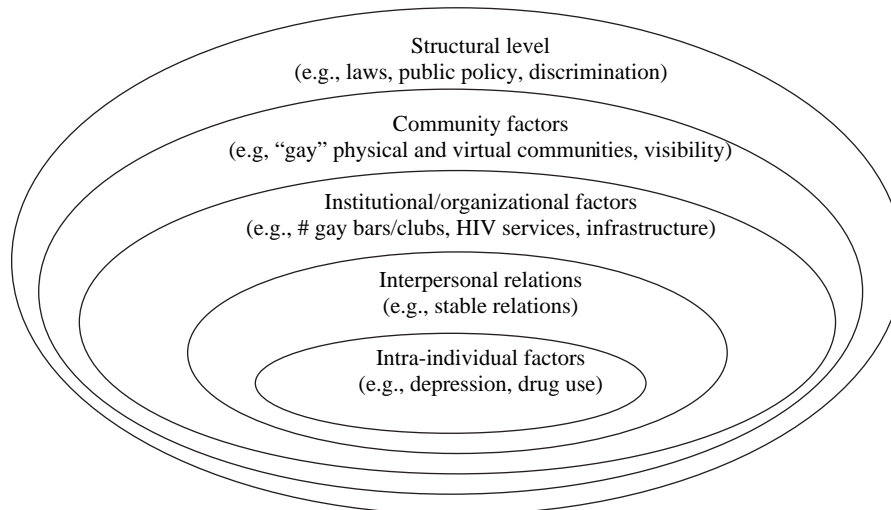 Structural level
(e.g., laws, public policy, discrimination)
Community factors
(e.g, “gay” physical and virtual communities, visibility)
Institutional/organizational factors
(e.g., # gay bars/clubs, HIV services, infrastructure)
Interpersonal relations
(e.g., stable relations)
Intra-individual factors
(e.g., depression, drug use)